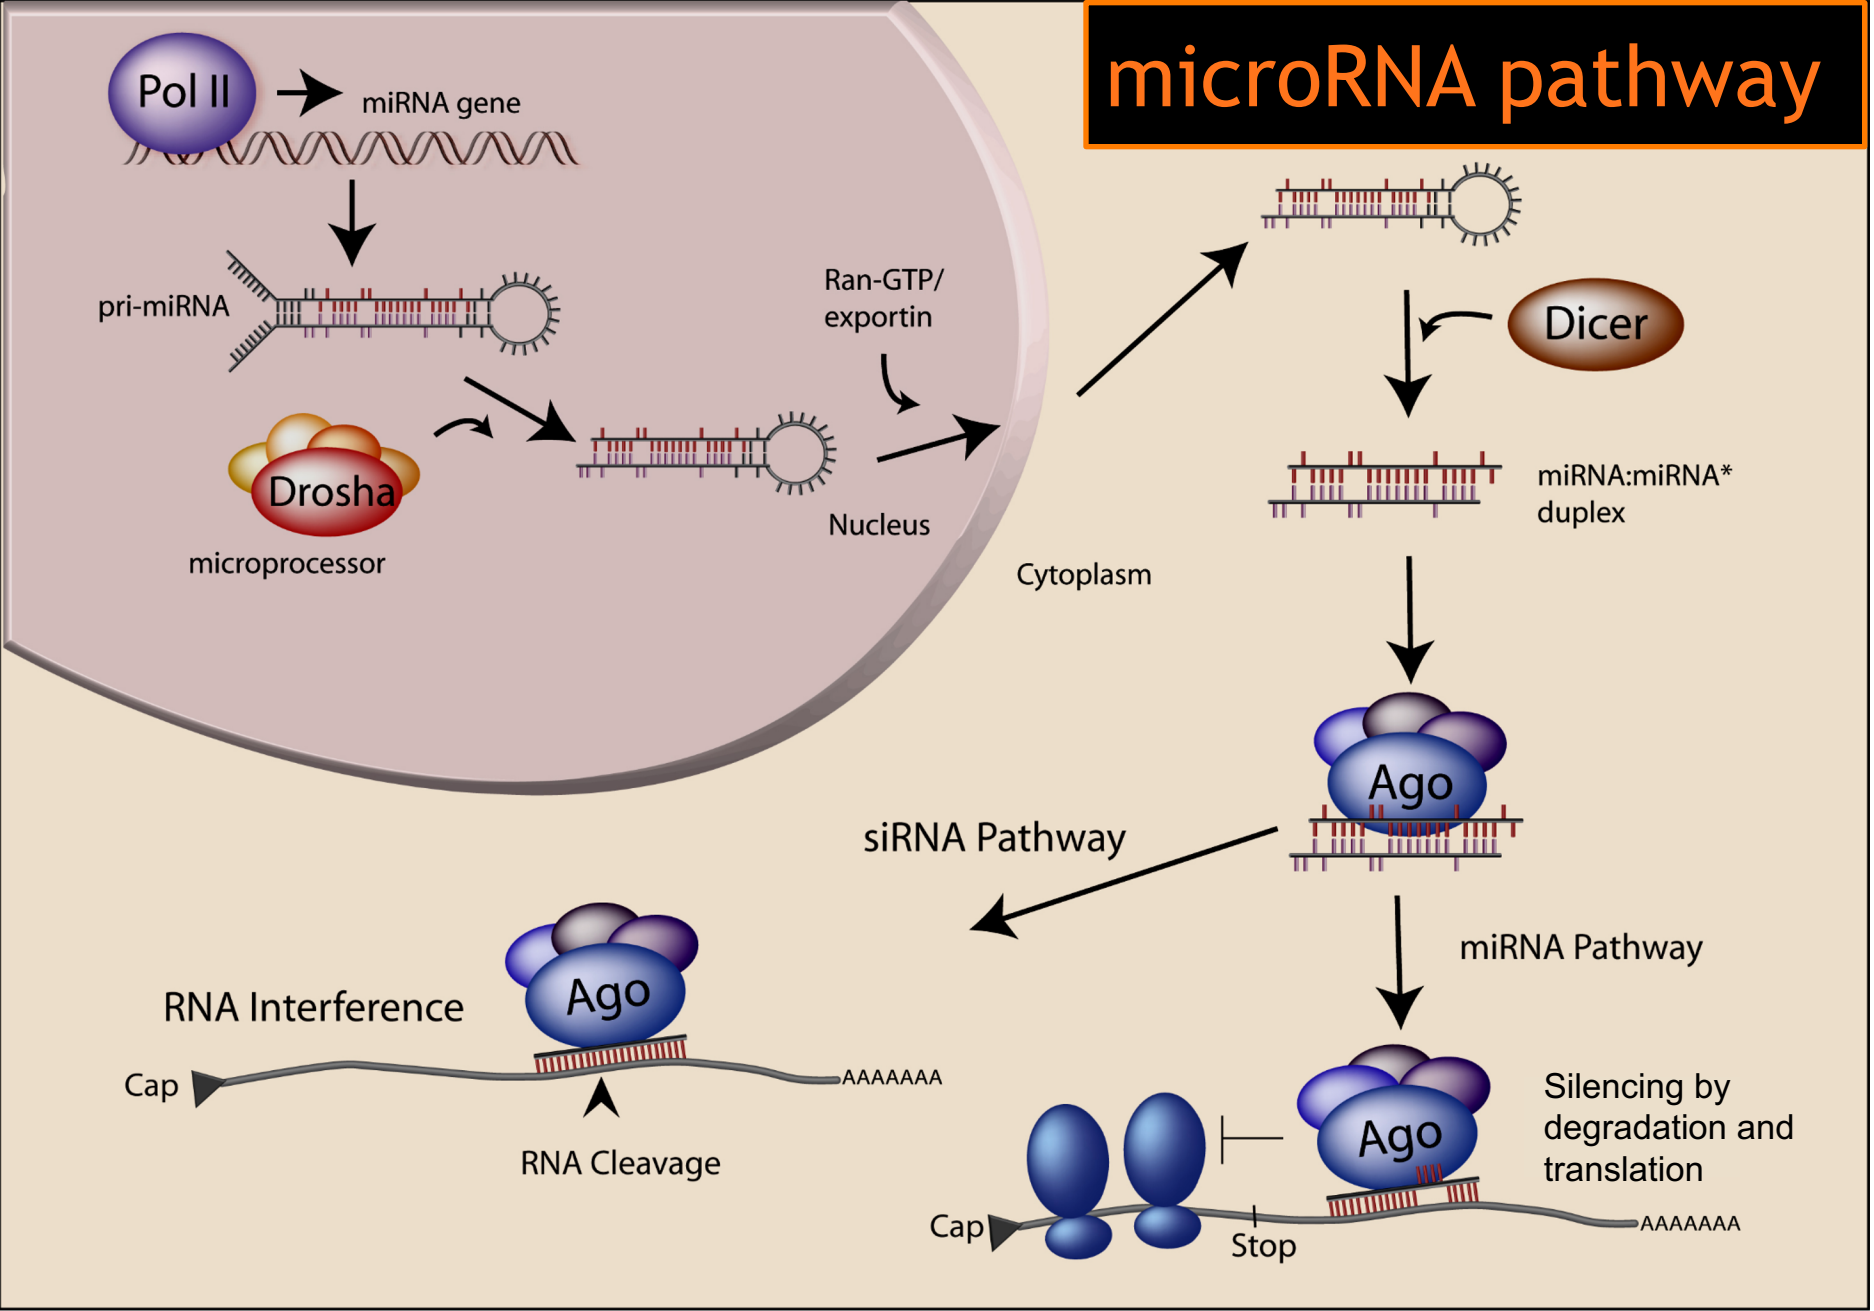 microRNA pathway
Pol II
miRNA gene
pri-miRNA
Ran-GTP/
exportin
Drosha
microprocessor
Nucleus
Cytoplasm
Dicer
miRNA:miRNA*
duplex
Ago
siRNA Pathway
miRNA Pathway
RNA Interference
Ago
Cap
AAAAAAA
RNA Cleavage
Ago
Silencing by
degradation and
translation
Cap
Stop
AAAAAAA